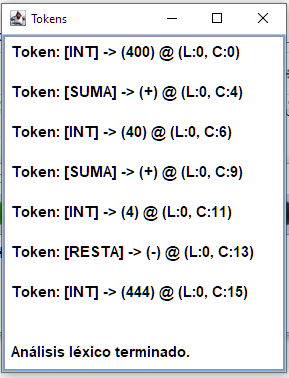 Tokens
Token: [INT] -> (400) @ (L:0, C:0)
Token: [SUMA] -> (+) @ (L:0, C:4)
Token: [INT] -> (40) @ (L:0, C:6)
Token: [SUMA] -> (+) @ (L:0, C:9)
Token: [INT] -> (4) @ (L:0, C:11)
Token: [RESTA] -> (-) @ (L:0, C:13)
Token: [INT] -> (444) @ (L:0, C:15)
Análisis léxico terminado.